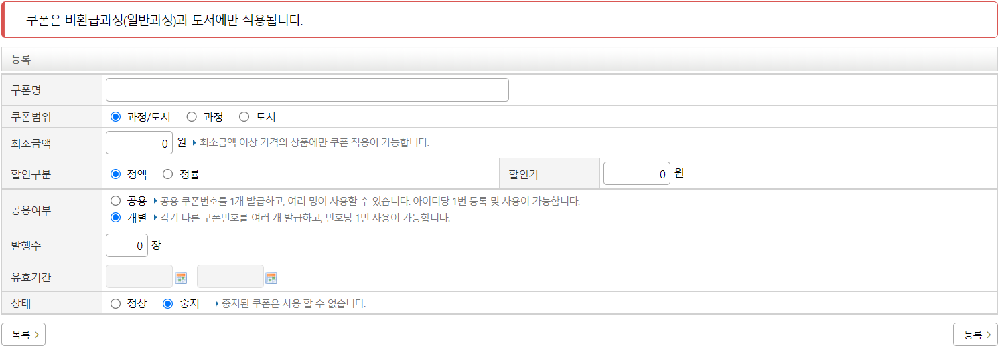 쿠폰은 비환급과정(일반과정)과 도서에만 적용됩니다.
등록
쿠폰명
쿠폰범위 과정/도서 과정 도서
최소금액 0 원 최소금액 이상 가격의 상품에만 쿠폰 적용이 가능합니다.
할인구분 정액 정률 할인가 0 원
공용여부
공용 공용 쿠폰번호를 1개 발급하고, 여러 명이 사용할 수 있습니다. 아이디당 1번 등록 및 사용이 가능합니다.
개별 각기 다른 쿠폰번호를 여러 개 발급하고, 번호당 1번 사용이 가능합니다.
발행수 0 장
유효기간 -
상태 정상 중지 중지된 쿠폰은 사용 할 수 없습니다.
목록 등록